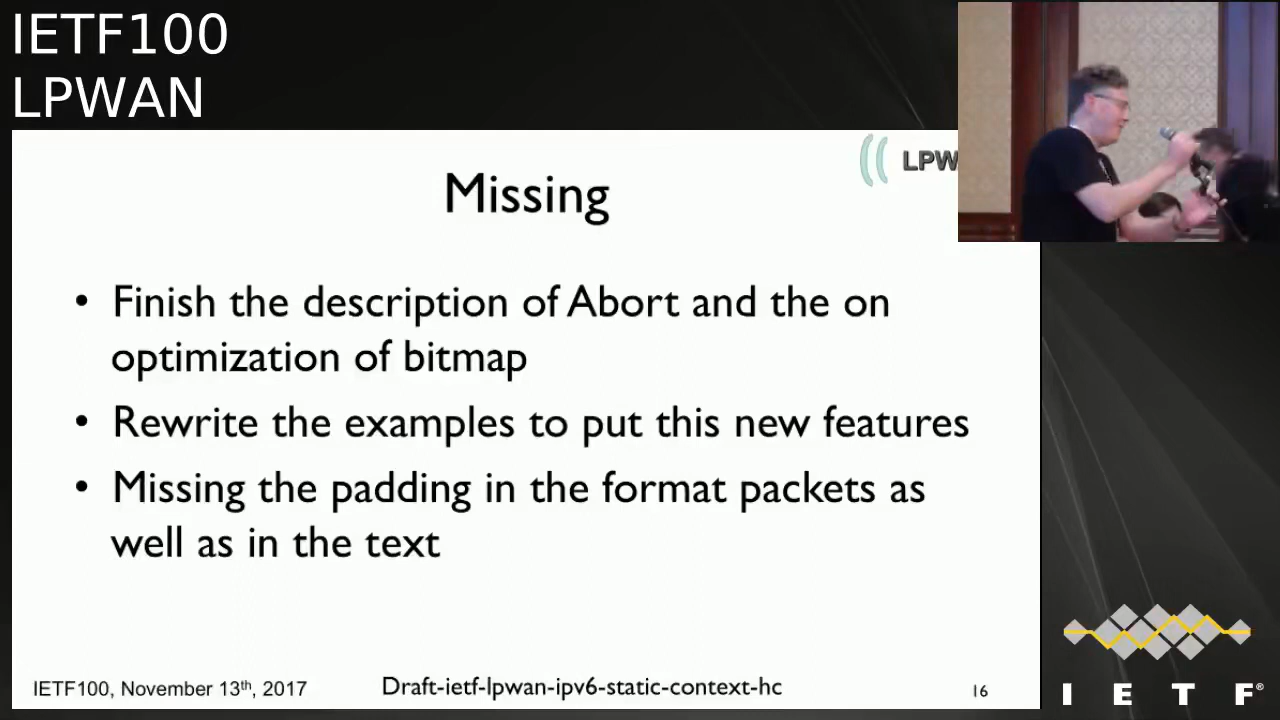 IETF100
LPWAN
LPW
Missing
• Finish the description of Abort and the on
optimization of bitmap
• Rewrite the examples to put this new features
• Missing the padding in the format packets as
well as in the text
IETF100, November 13th, 2017
Draft-ietf-lpwan-ipv6-static-context-hc
16
I E T F®